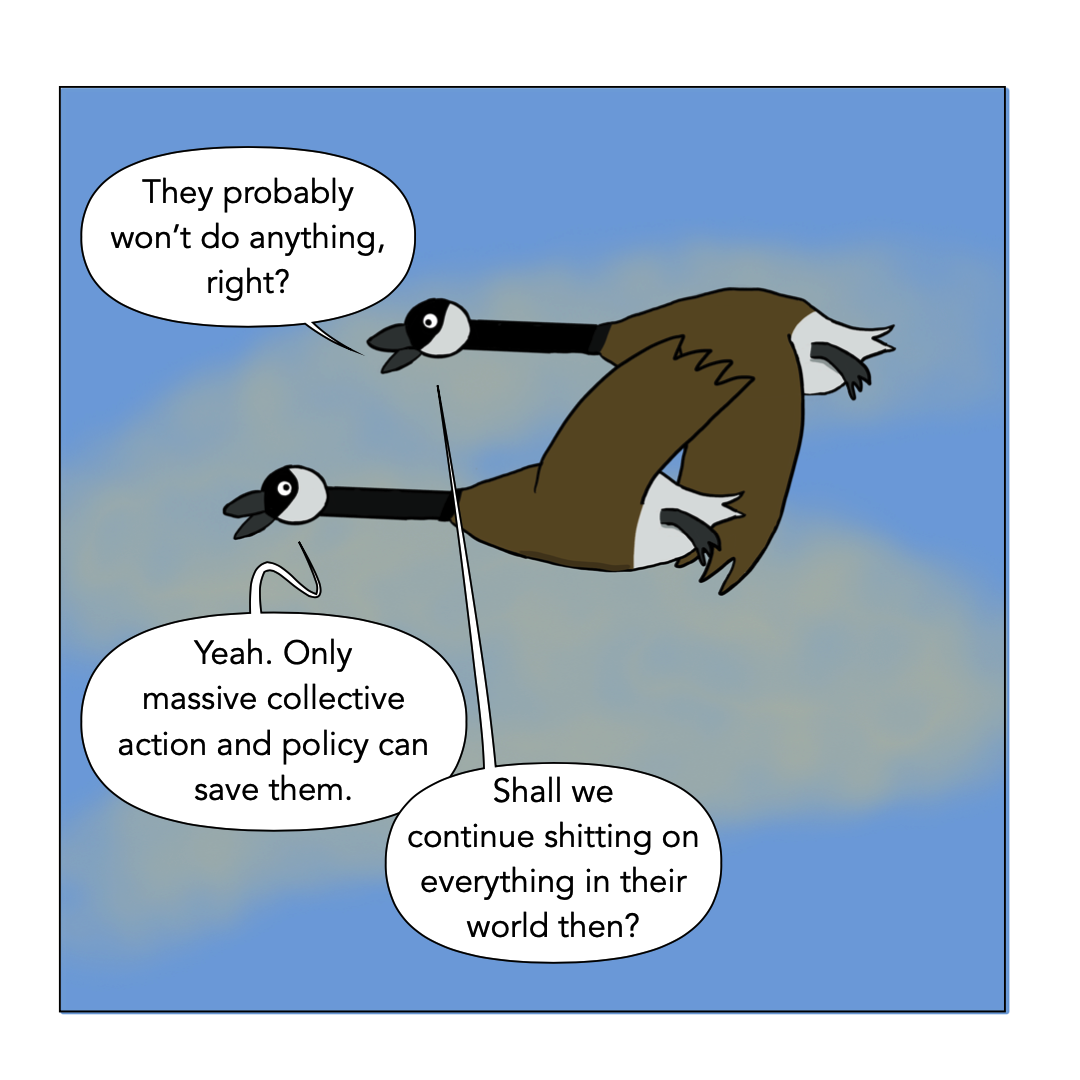 They probably
won't do anything,
right?
Yeah. Only
massive collective
action and policy can
save them.
Shall we
continue shitting on
everything in their
world then?